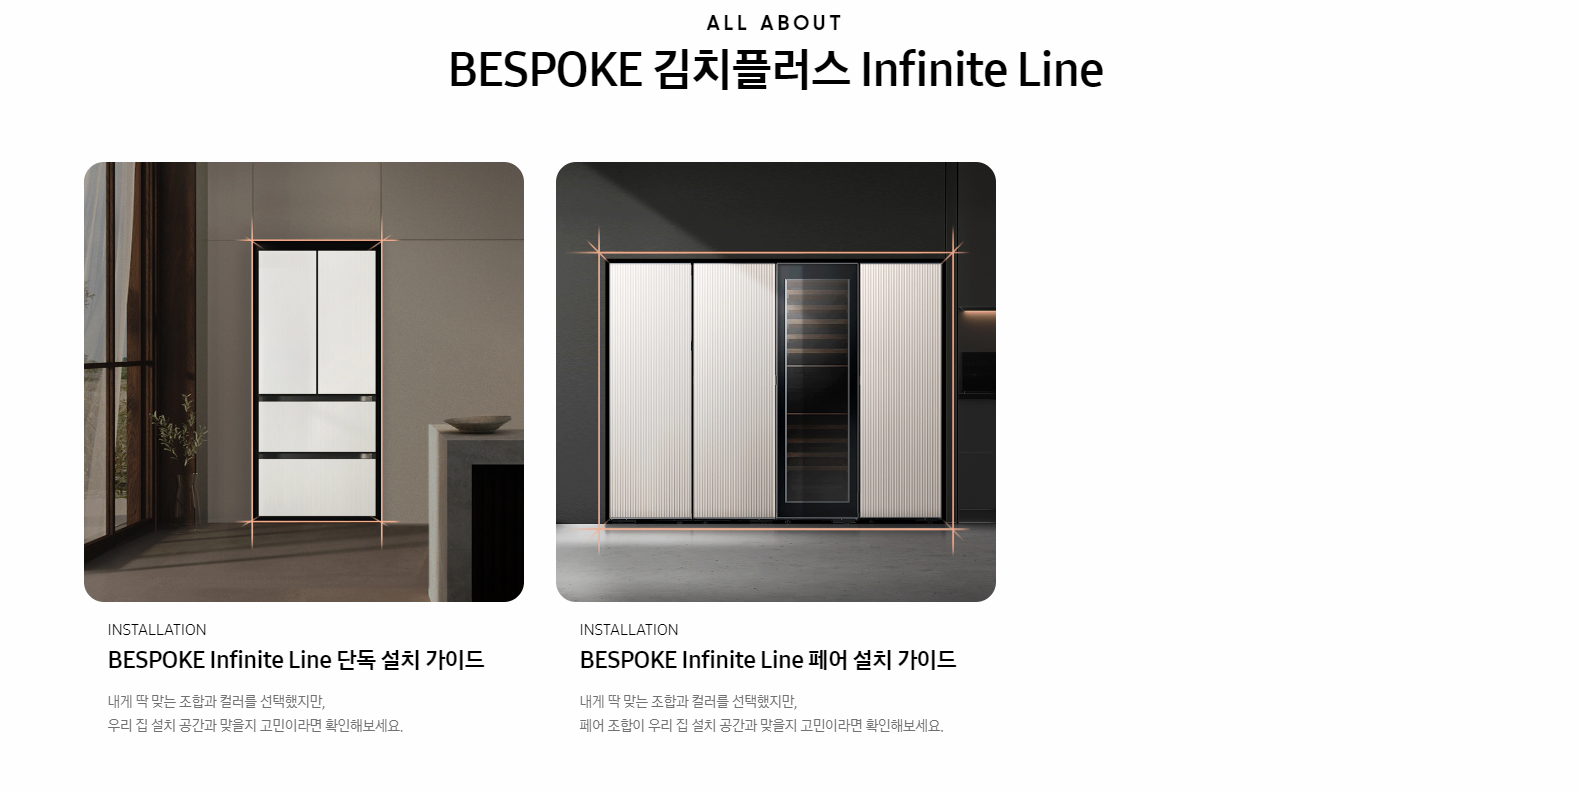 ALL ABOUT
BESPOKE 김치플러스 Infinite Line
INSTALLATION
BESPOKE Infinite Line 단독 설치 가이드
내게 딱 맞는 조합과 컬러를 선택했지만,
우리 집 설치 공간과 맞을지 고민이라면 확인해보세요.
INSTALLATION
BESPOKE Infinite Line 페어 설치 가이드
내게 딱 맞는 조합과 컬러를 선택했지만,
페어 조합이 우리 집 설치 공간과 맞을지 고민이라면 확인해보세요.